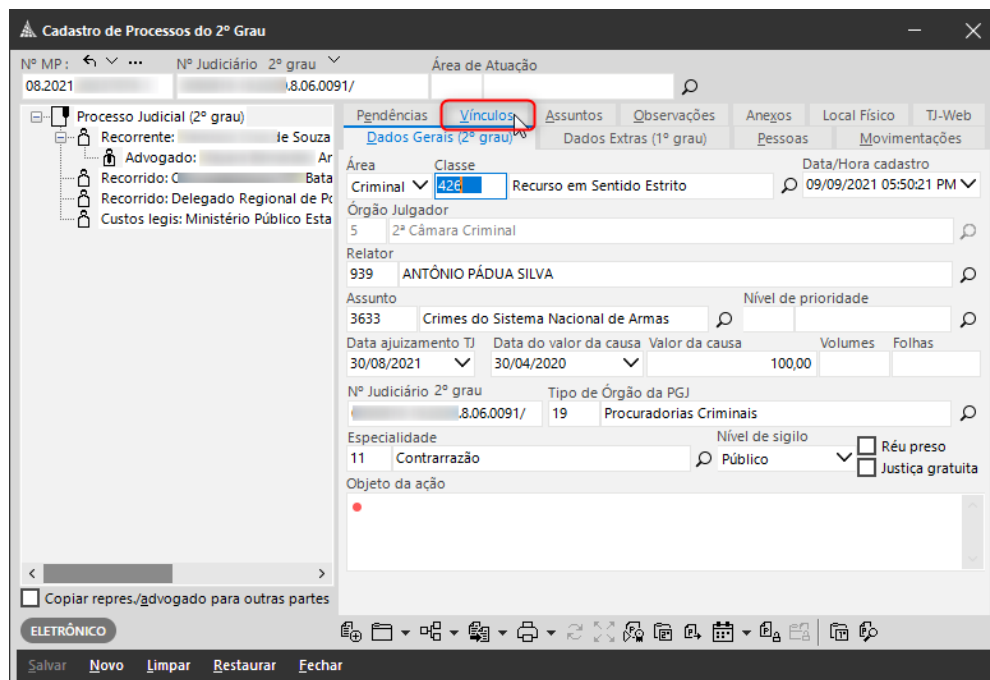 Cadastro de Processos do 2º Grau
Nº MP: Nº Judiciário 2º grau Área de Atuação
08.2021 .8.06.0091/
Processo Judicial (2º grau)
Recorrente: de Souza
Advogado: Ar
Recorrido: Bata
Recorrido: Delegado Regional de Po
Custos legis: Ministério Público Esta
Copiar repres./advogado para outras partes
Pendências Vínculos Assuntos Observações Anexos Local Físico TJ-Web
Dados Gerais (2º grau) Dados Extras (1º grau) Pessoas Movimentações
Área Classe Data/Hora cadastro
Criminal 426 Recurso em Sentido Estrito 09/09/2021 05:50:21 PM
Órgão Julgador
5 2ª Câmara Criminal
Relator
939 ANTÔNIO PÁDUA SILVA
Assunto Nível de prioridade
3633 Crimes do Sistema Nacional de Armas
Data ajuizamento TJ Data do valor da causa Valor da causa Volumes Folhas
30/08/2021 30/04/2020 100,00
Nº Judiciário 2º grau Tipo de Órgão da PGJ
.8.06.0091/ 19 Procuradorias Criminais
Especialidade Nível de sigilo
11 Contrarrazão Público
Réu preso
Justiça gratuita
Objeto da ação
ELETRÔNICO
Salvar Novo Limpar Restaurar Fechar